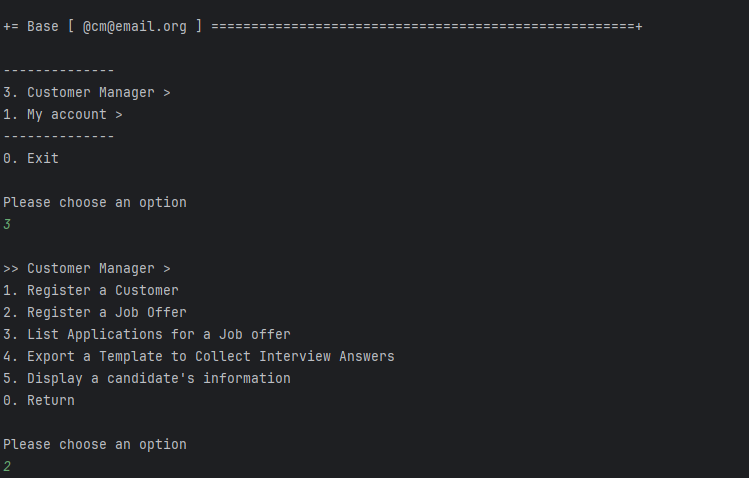 += Base [ @cm@email.org ] =====================================================+
--------------
3. Customer Manager >
1. My account >
--------------
0. Exit
Please choose an option
3
>> Customer Manager >
1. Register a Customer
2. Register a Job Offer
3. List Applications for a Job offer
4. Export a Template to Collect Interview Answers
5. Display a candidate's information
0. Return
Please choose an option
2